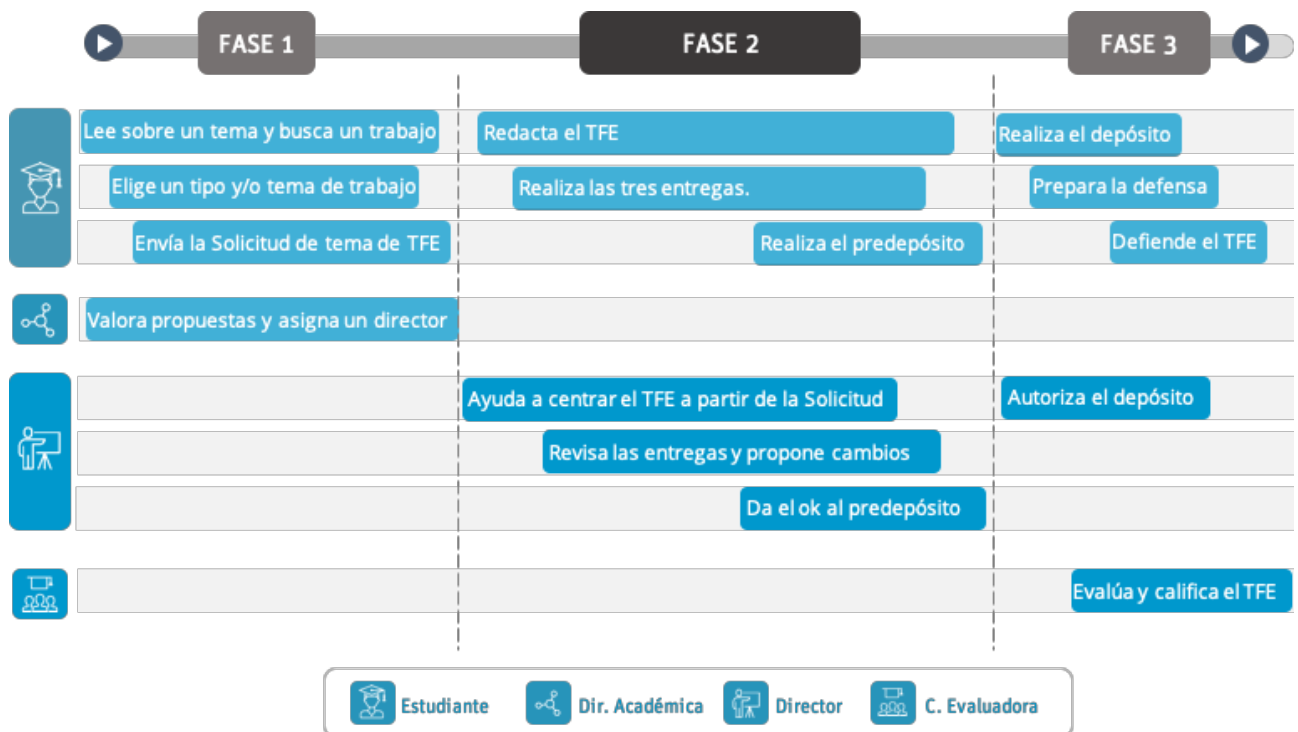 FASE 1
FASE 2
FASE 3
Lee sobre un tema y busca un trabajo
Redacta el TFE
Realiza el depósito
Elige un tipo y/o tema de trabajo
Realiza las tres entregas.
Prepara la defensa
Envía la Solicitud de tema de TFE
Realiza el predepósito
Defiende el TFE
Valora propuestas y asigna un director
Ayuda a centrar el TFE a partir de la Solicitud
Autoriza el depósito
Revisa las entregas y propone cambios
Da el ok al predepósito
Evalúa y califica el TFE
Estudiante
Dir. Académica
Director
C. Evaluadora